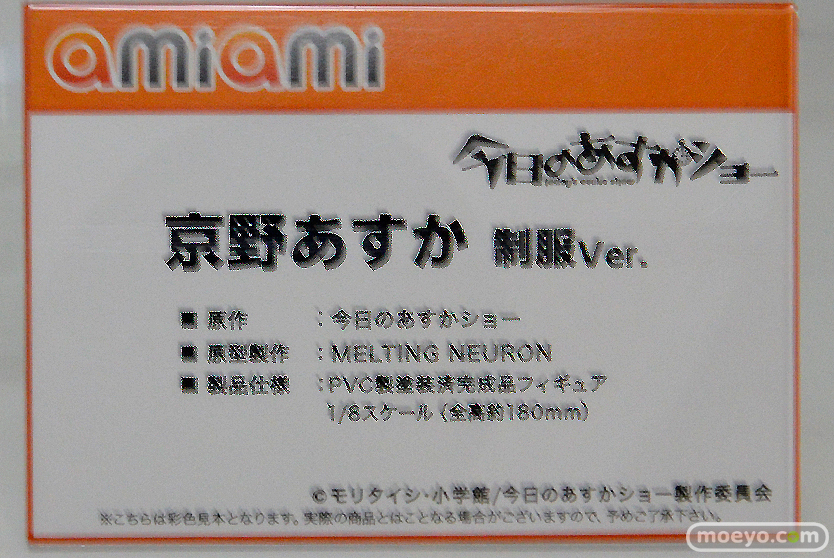 amiami
今日のあすかショー
京野あすか 制服Ver.
■ 原作 :今日のあすかショー
■ 原型製作 :MELTING NEURON
■ 製品仕様 :PVC製塗装済完成品フィギュア
1/8スケール (全高約180mm)
©モリタイシ・小学館/今日のあすかショー製作委員会
※こちらは彩色見本となります。実際の商品とはことなる場合がございますので、予めご了承下さい。
moeyo.com